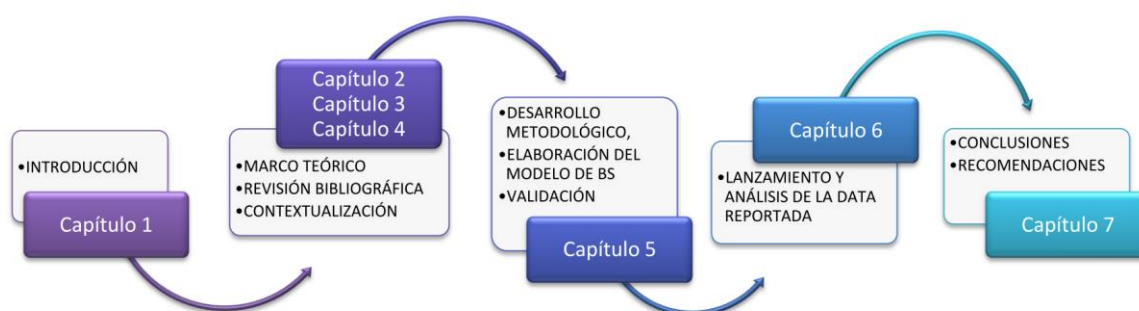 •INTRODUCCIÓN
Capítulo 1
Capítulo 2
Capítulo 3
Capítulo 4
•MARCO TEÓRICO
•REVISIÓN BIBLIOGRÁFICA
•CONTEXTUALIZACIÓN
•DESARROLLO
METODOLÓGICO,
•ELABORACIÓN DEL
MODELO DE BS
•VALIDACIÓN
Capítulo 5
Capítulo 6
•LANZAMIENTO Y
ANÁLISIS DE LA DATA
REPORTADA
•CONCLUSIONES
•RECOMENDACIONES
Capítulo 7